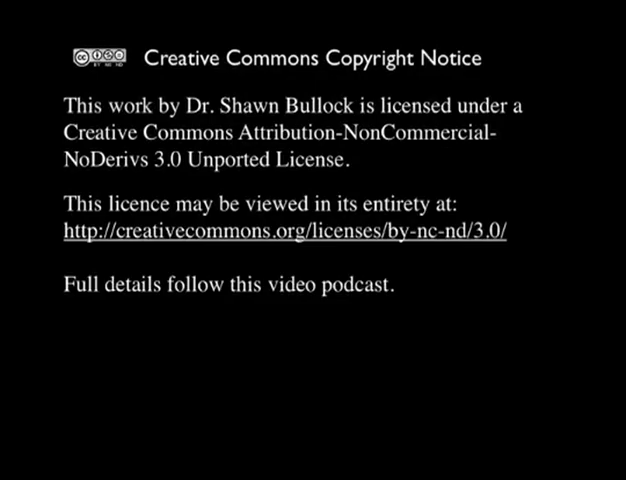 Creative Commons Copyright Notice
This work by Dr. Shawn Bullock is licensed under a
Creative Commons Attribution-NonCommercial-
NoDerivs 3.0 Unported License.
This licence may be viewed in its entirety at:
http://creativecommons.org/licenses/by-nc-nd/3.0/
Full details follow this video podcast.